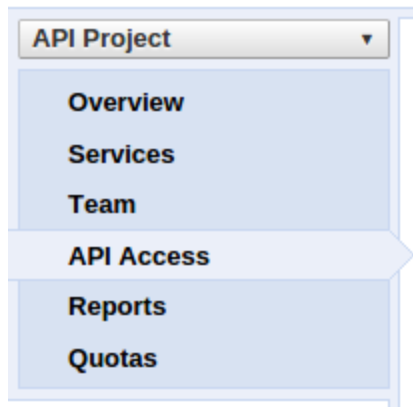 API Project
Overview
Services
Team
API Access
Reports
Quotas